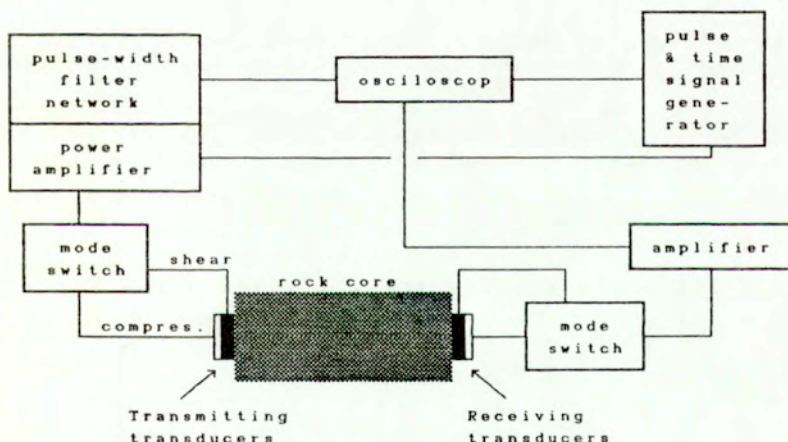 pulse-width
filter
network
power
amplifier
osciloscop
pulse
& time
signal
gene-
rator
mode
switch
shear
compres.
rock core
amplifier
mode
switch
Transmitting
transducers
Receiving
transducers